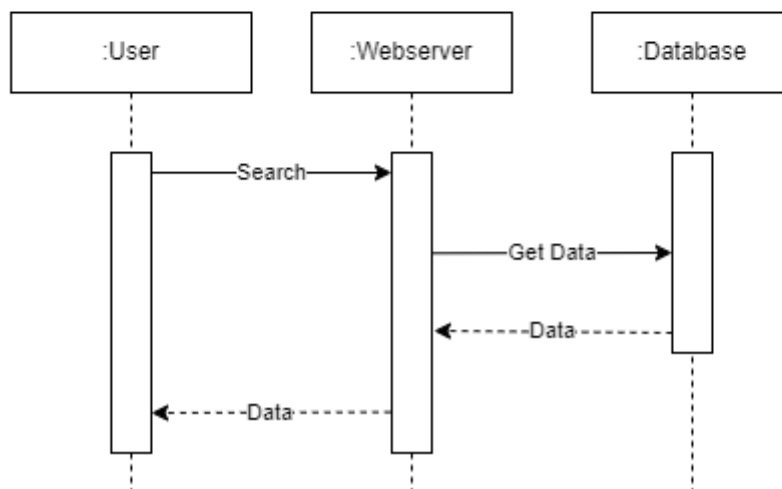 :User
:Webserver
:Database
Search
Get Data
Data
Data